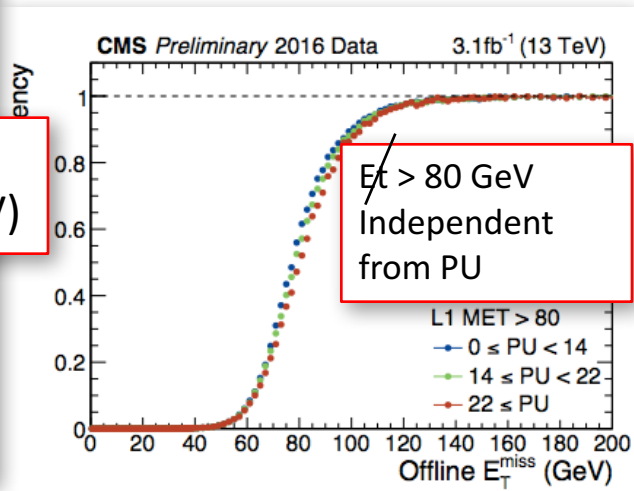 CMS Preliminary 2016 Data 3.1fb⁻¹ (13 TeV)
1
0.8
0.6
0.4
0.2
0
Et > 80 GeV
Independent
from PU
L1 MET > 80
0 ≤ PU < 14
14 ≤ PU < 22
22 ≤ PU
0 20 40 60 80 100 120 140 160 180 200
Offline E_T^miss (GeV)